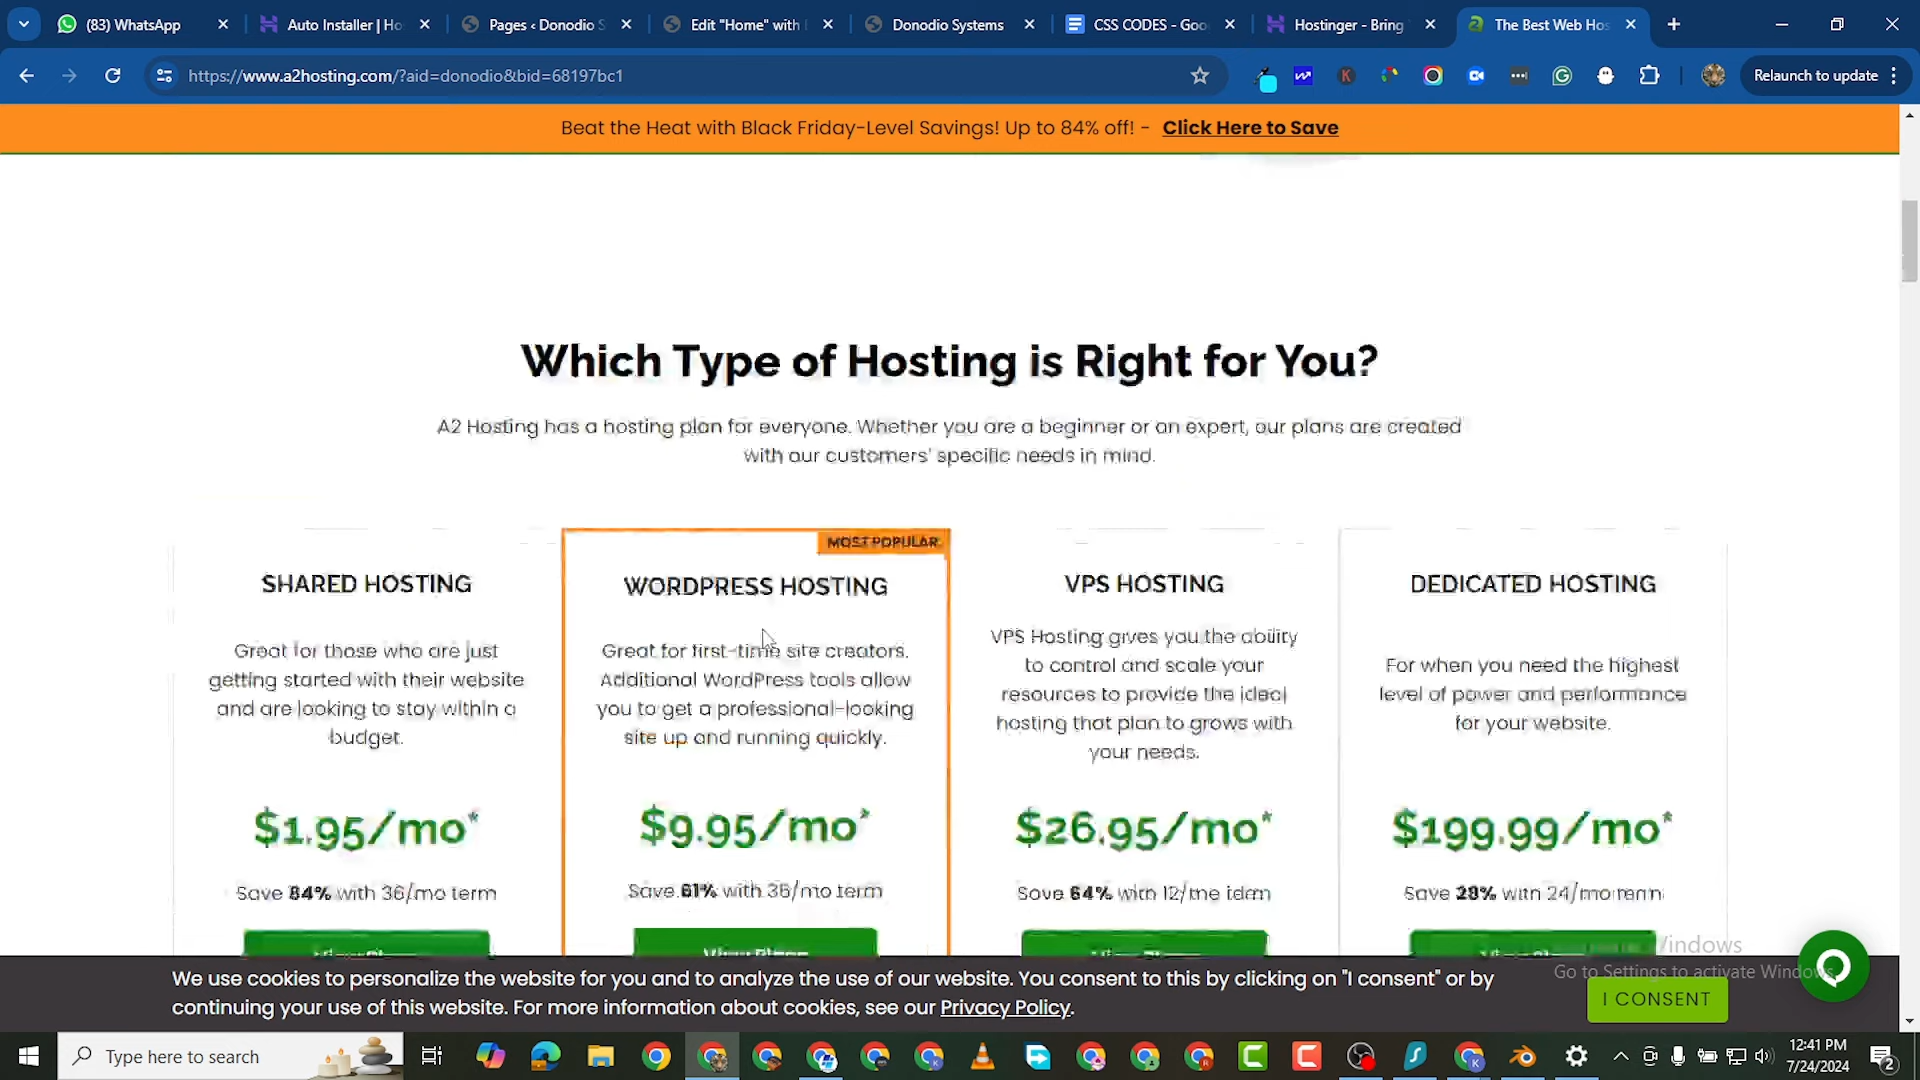 (83) WhatsApp
Auto Installer | Ho
Pages ‹ Donodio S
Edit "Home" with
Donodio Systems
CSS CODES - Goo
Hostinger - Bring
The Best Web Hos
https://www.a2hosting.com/?aid=donodio&bid=68197bc1
Relaunch to update
Beat the Heat with Black Friday-Level Savings! Up to 84% off! - Click Here to Save
Which Type of Hosting is Right for You?
A2 Hosting has a hosting plan for everyone. Whether you are a beginner or an expert, our plans are created
with our customers' specific needs in mind.
SHARED HOSTING
Great for those who are just
getting started with their website
and are looking to stay within a
budget.
$1.95/mo*
Save 84% with 36/mo term
MOST POPULAR
WORDPRESS HOSTING
Great for first-time site creators.
Additional WordPress tools allow
you to get a professional-looking
site up and running quickly.
$9.95/mo*
Save 61% with 36/mo term
View Plans
VPS HOSTING
VPS Hosting gives you the ability
to control and scale your
resources to provide the ideal
hosting that plan to grows with
your needs.
$26.95/mo*
Save 64% with 12/mo
DEDICATED HOSTING
For when you need the highest
level of power and performance
for your website.
$199.99/mo*
Save 28% with 24/mo
Windows
Go to Settings to activate Windows.
We use cookies to personalize the website for you and to analyze the use of our website. You consent to this by clicking on "I consent" or by
continuing your use of this website. For more information about cookies, see our Privacy Policy.
I CONSENT
Type here to search
12:41 PM
7/24/2024
2